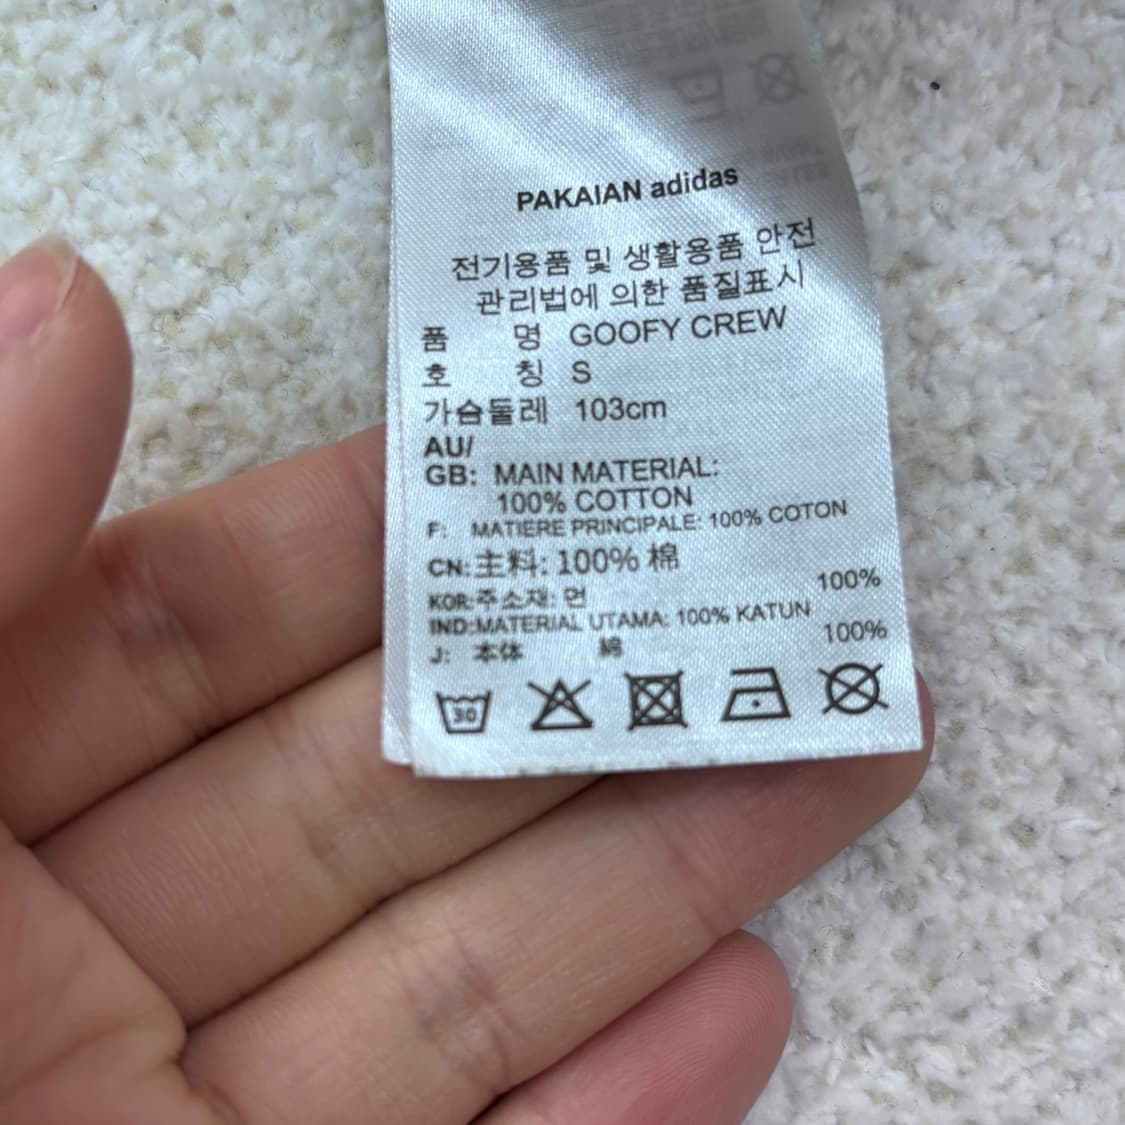 PAKAIAN adidas
전기용품 및 생활용품 안전
관리법에 의한 품질표시
품 명 GOOFY CREW
호 칭 S
가슴둘레 103cm
AU/
GB: MAIN MATERIAL:
100% COTTON
F: MATIERE PRINCIPALE: 100% COTON
CN:主料: 100% 棉
KOR:주소재: 면 100%
IND:MATERIAL UTAMA: 100% KATUN
J: 本体 綿 100%
30